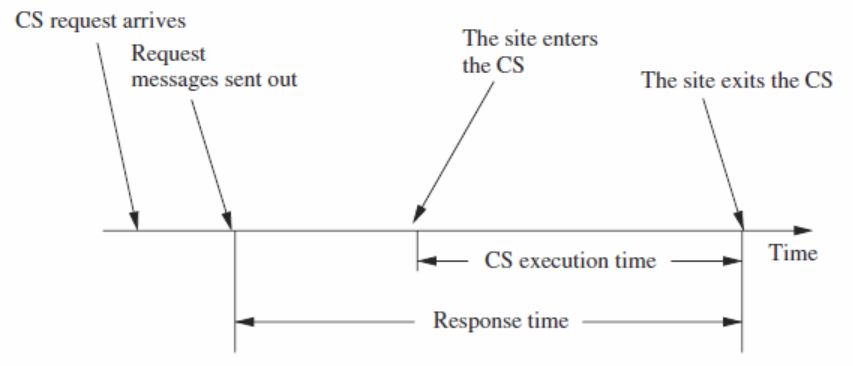 CS request arrives
Request
messages sent out
The site enters
the CS
The site exits the CS
Time
CS execution time
Response time